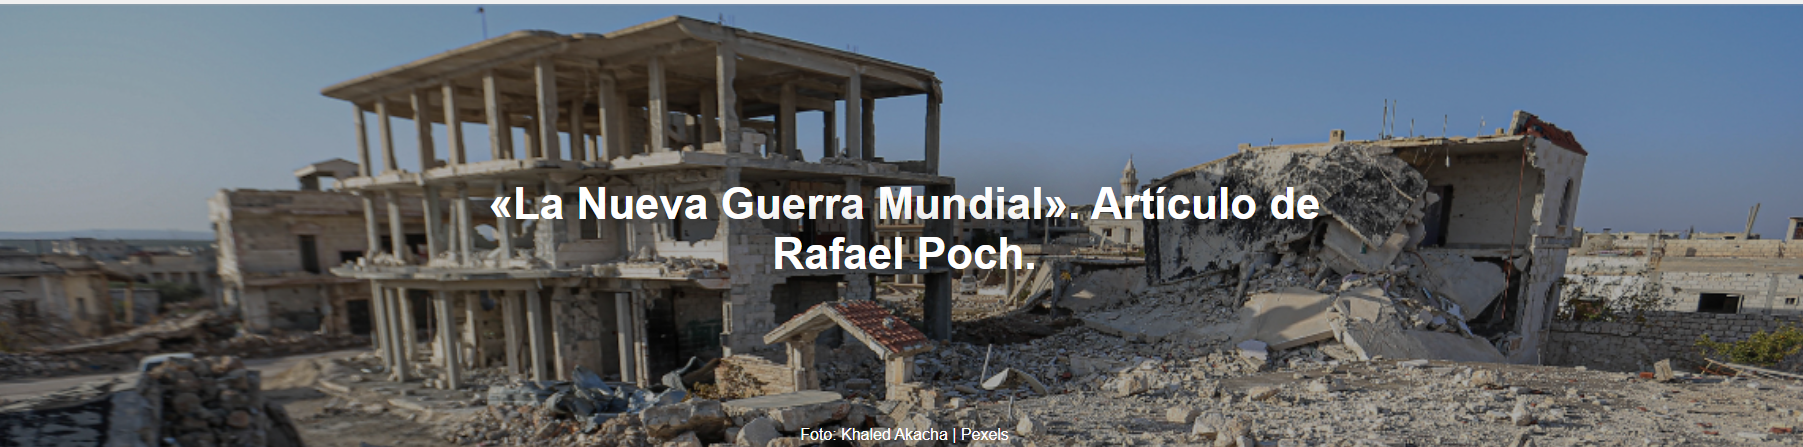 «La Nueva Guerra Mundial». Artículo de
Rafael Poch.
Foto: Khaled Akacha | Pexels